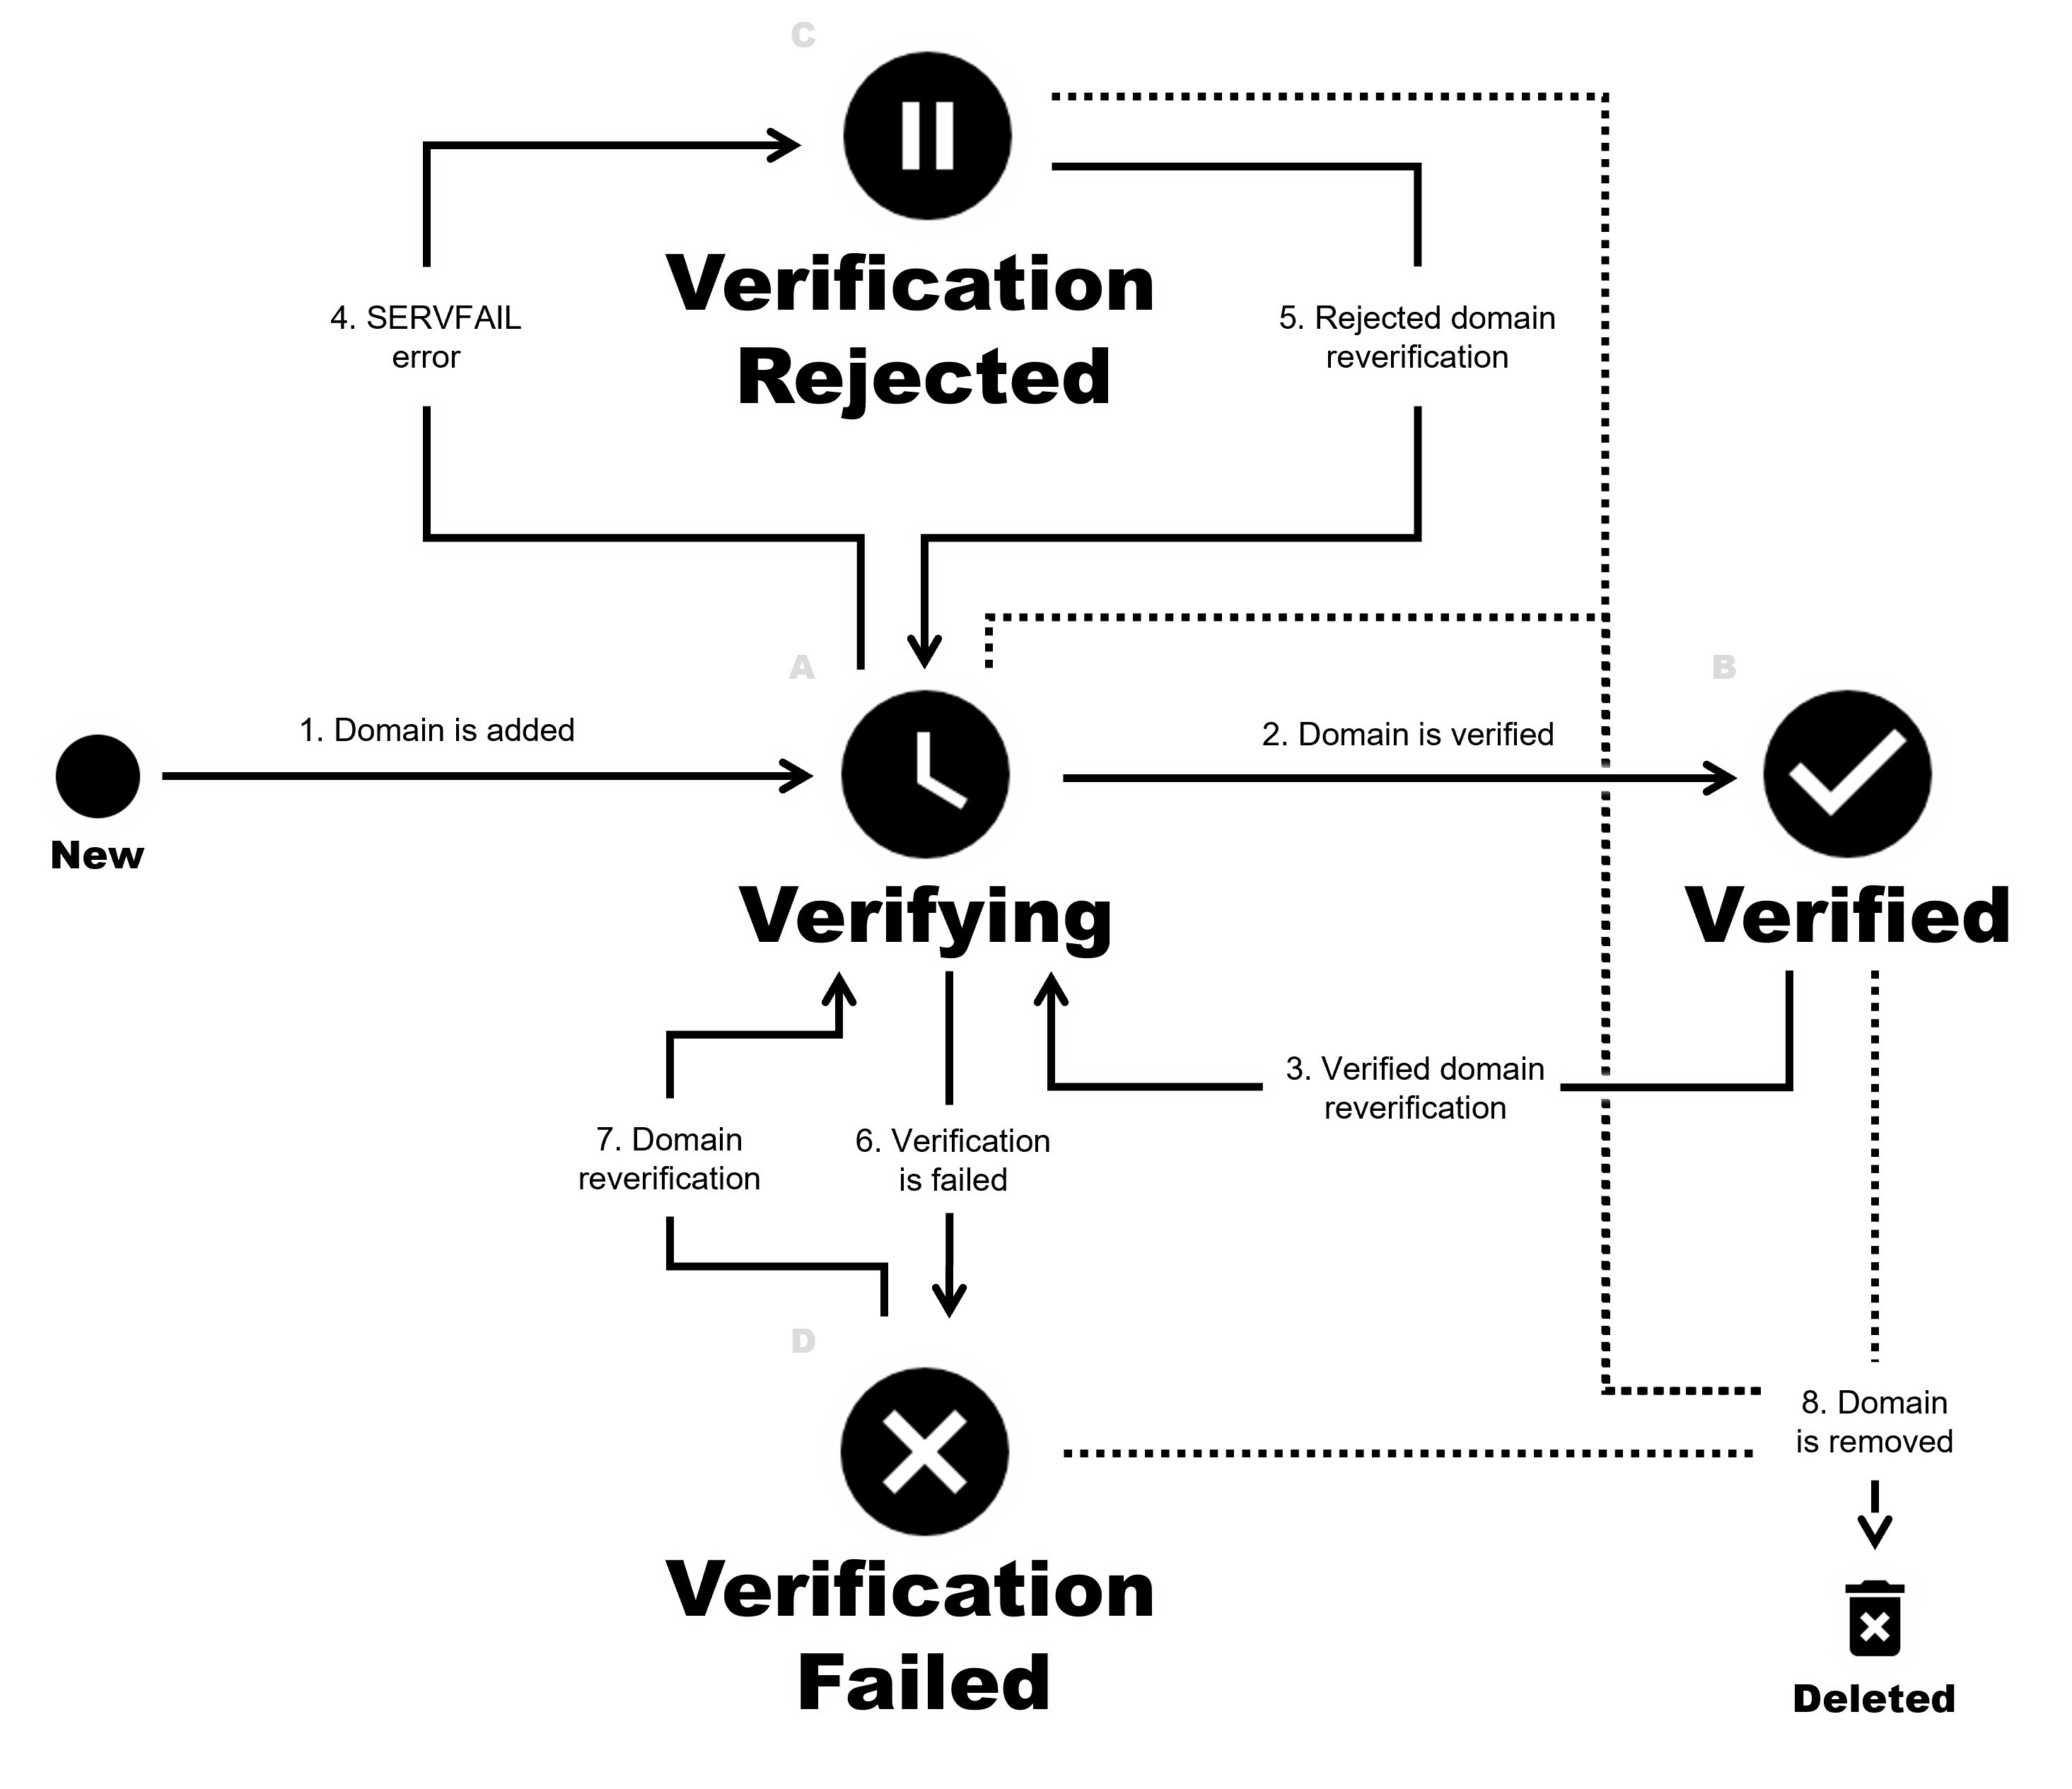 C
Verification
Rejected
4. SERVFAIL
error
5. Rejected domain
reverification
A
B
1. Domain is added
2. Domain is verified
New
Verifying
Verified
3. Verified domain
reverification
7. Domain
reverification
6. Verification
is failed
D
8. Domain
is removed
Verification
Failed
Deleted